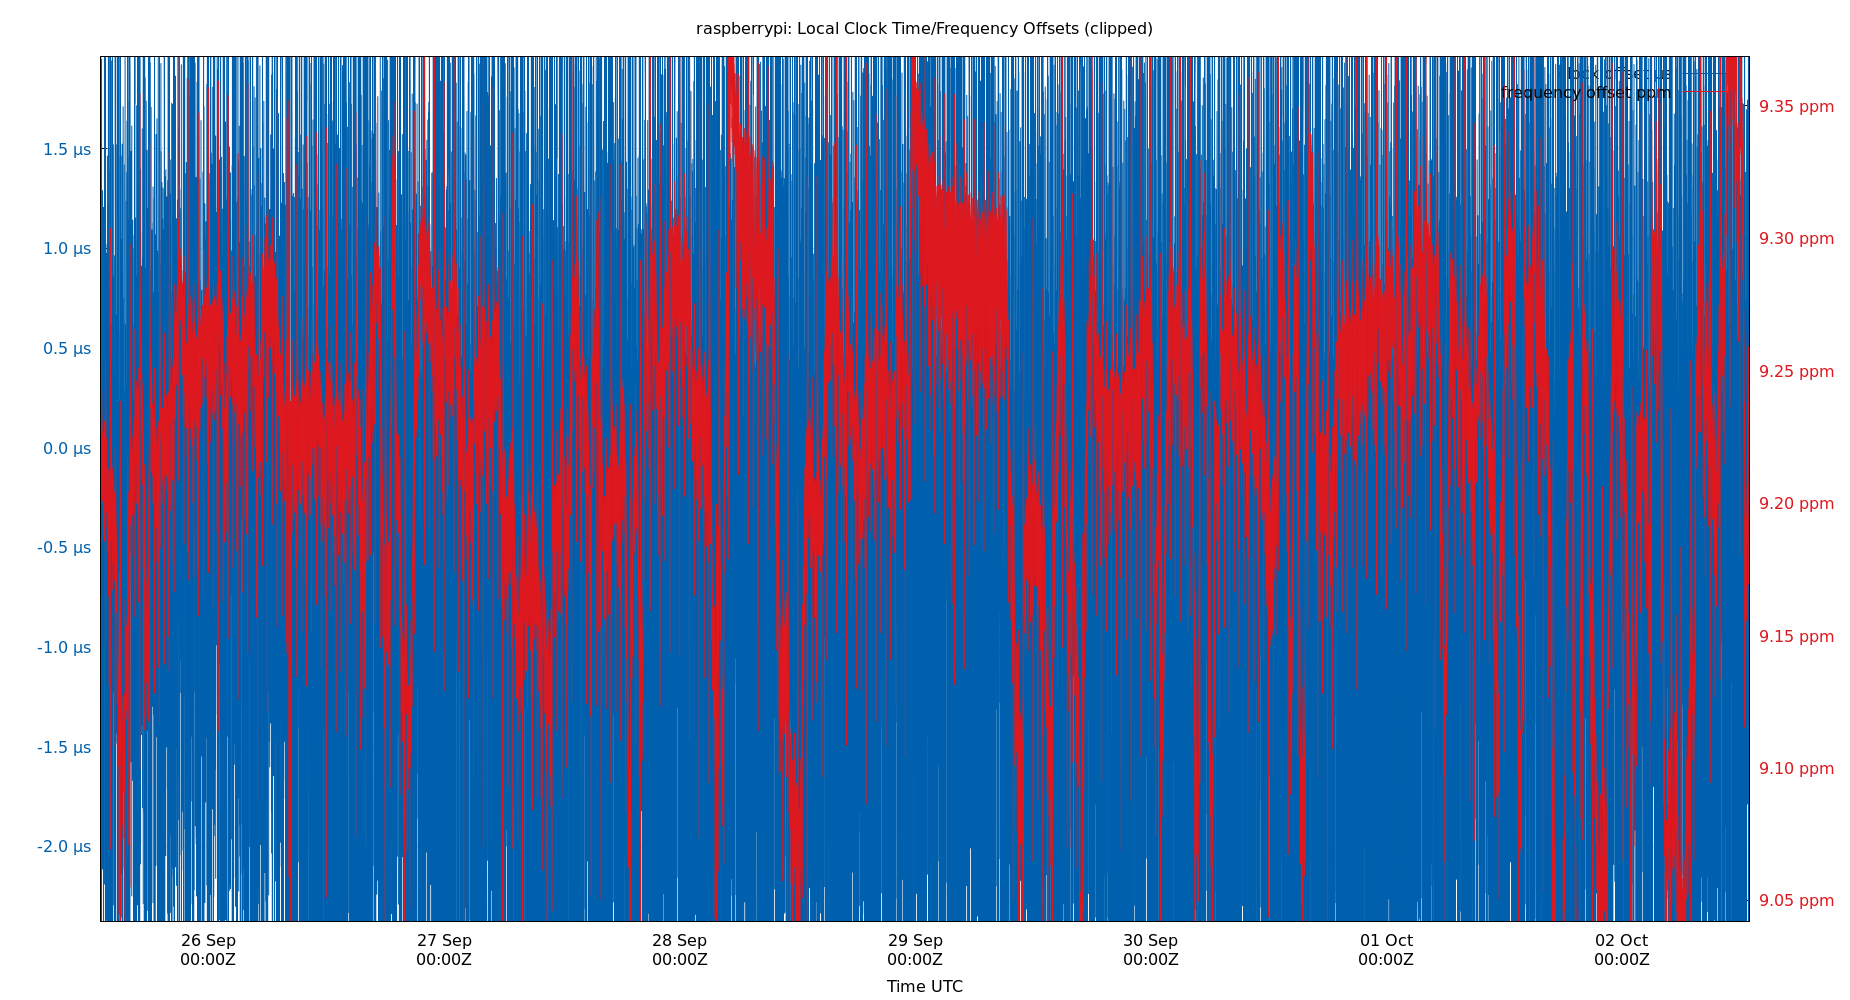 raspberrypi: Local Clock Time/Frequency Offsets (clipped)
clock offset µs
frequency offset ppm
1.5 µs
1.0 µs
0.5 µs
0.0 µs
-0.5 µs
-1.0 µs
-1.5 µs
-2.0 µs
9.35 ppm
9.30 ppm
9.25 ppm
9.20 ppm
9.15 ppm
9.10 ppm
9.05 ppm
26 Sep
00:00Z
27 Sep
00:00Z
28 Sep
00:00Z
29 Sep
00:00Z
30 Sep
00:00Z
01 Oct
00:00Z
02 Oct
00:00Z
Time UTC